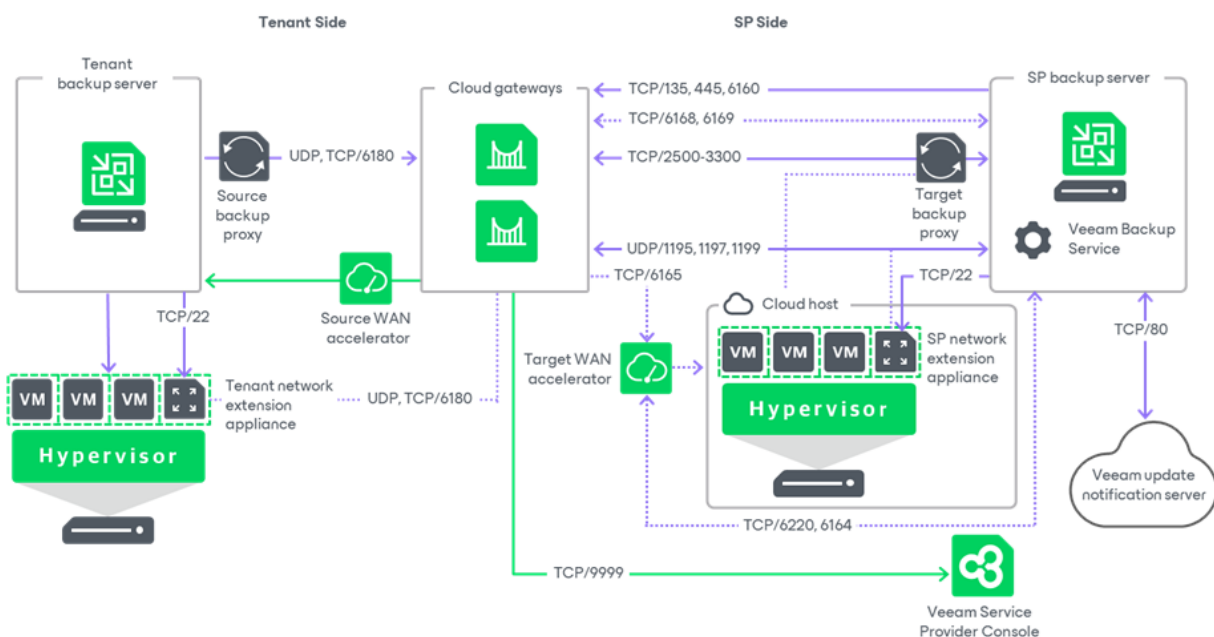 Tenant Side
SP Side
Tenant
backup server
Cloud gateways
SP backup server
TCP/135, 445, 6160
TCP/6168, 6169
UDP, TCP/6180
TCP/2500-3300
Source
backup
proxy
Target
backup
proxy
Veeam Backup
Service
UDP/1195, 1197, 1199
TCP/6165
TCP/22
Cloud host
TCP/22
Source WAN
accelerator
TCP/80
Target WAN
accelerator
VM
VM
VM
SP network
extension
appliance
VM
VM
VM
Tenant network
extension
appliance
UDP, TCP/6180
Hypervisor
Hypervisor
Veeam update
notification server
TCP/6220, 6164
TCP/9999
Veeam Service
Provider Console